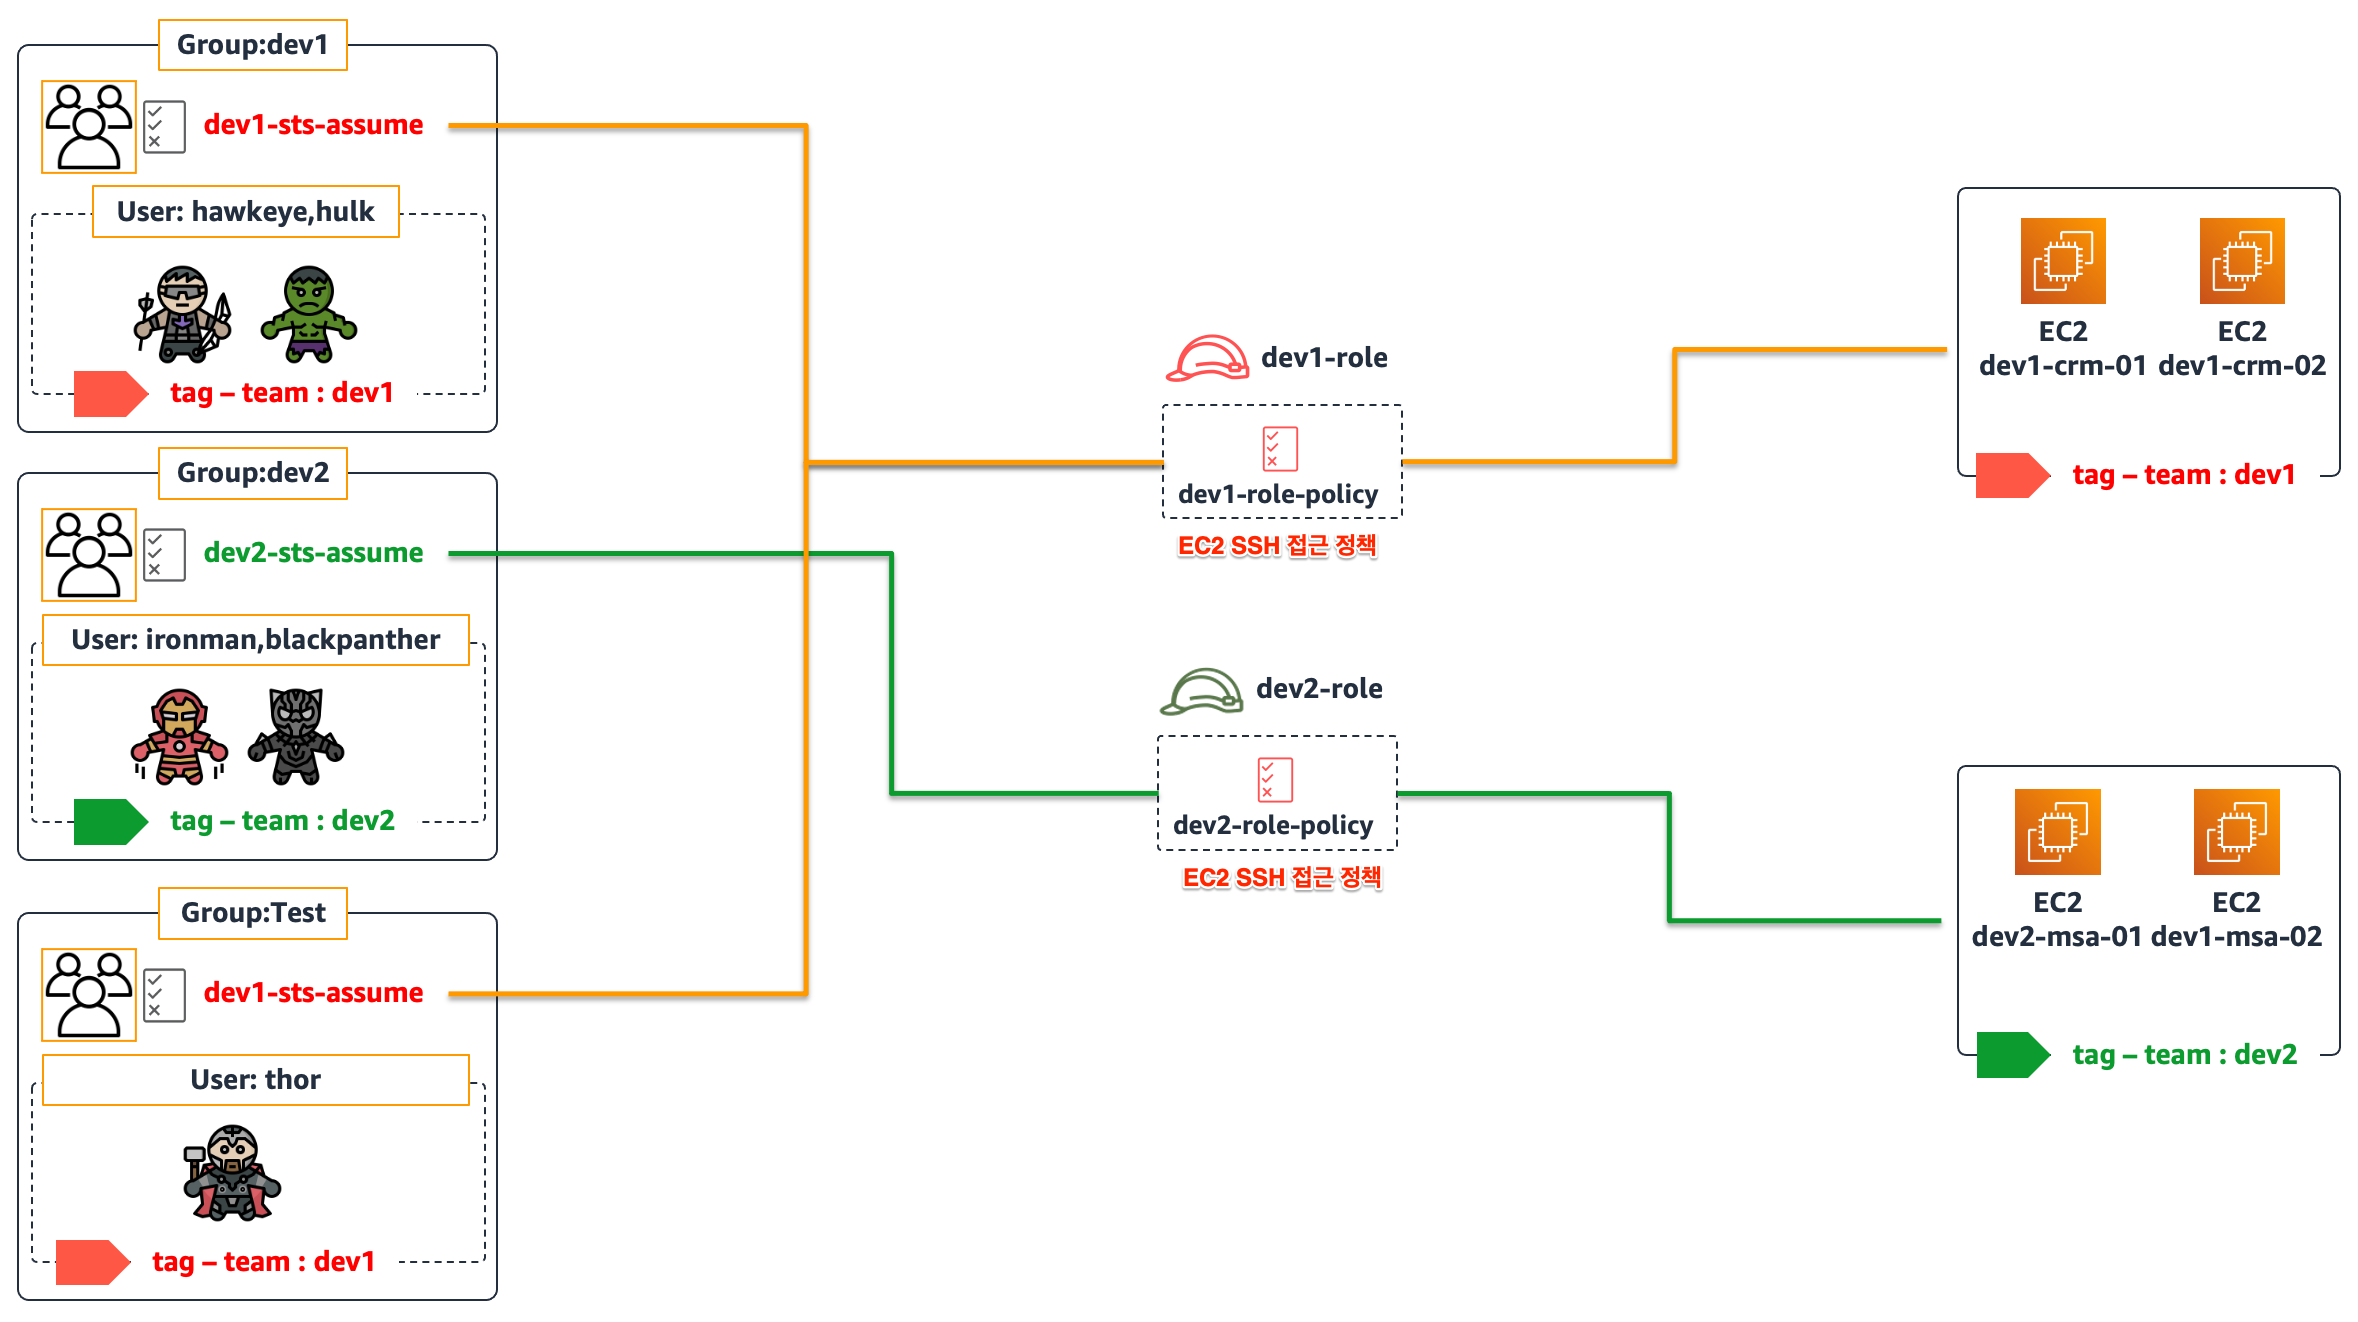 Group:dev1
dev1-sts-assume
User: hawkeye,hulk
tag – team : dev1
Group:dev2
dev2-sts-assume
User: ironman,blackpanther
tag – team : dev2
Group:Test
dev1-sts-assume
User: thor
tag – team : dev1
dev1-role
dev1-role-policy
EC2 SSH 접근 정책
dev2-role
dev2-role-policy
EC2 SSH 접근 정책
EC2 EC2
dev1-crm-01 dev1-crm-02
tag – team : dev1
EC2 EC2
dev2-msa-01 dev1-msa-02
tag – team : dev2